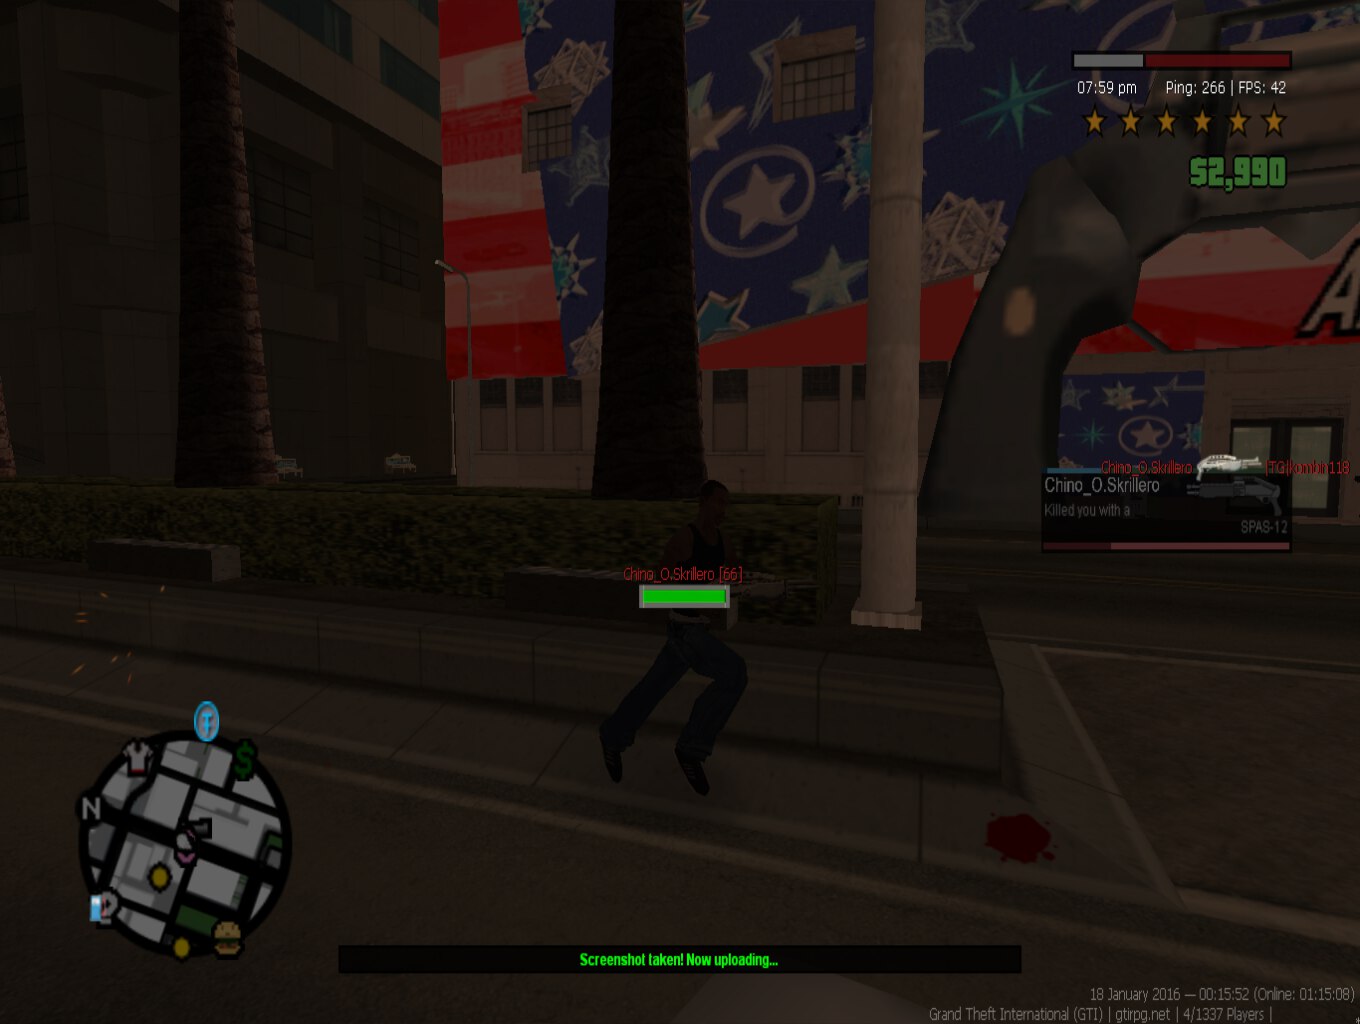 07:59 pm
Ping: 266 | FPS: 42
$2,990
Chino_O.Skrillero
Chino_O.Skrillero
Killed you with a
SPAS-12
Chino_O.Skrillero [66]
N
Screenshot taken! Now uploading...
18 January 2016 — 00:15:52 (Online: 01:15:08)
Grand Theft International (GTI) | gtirpg.net | 4/1337 Players |